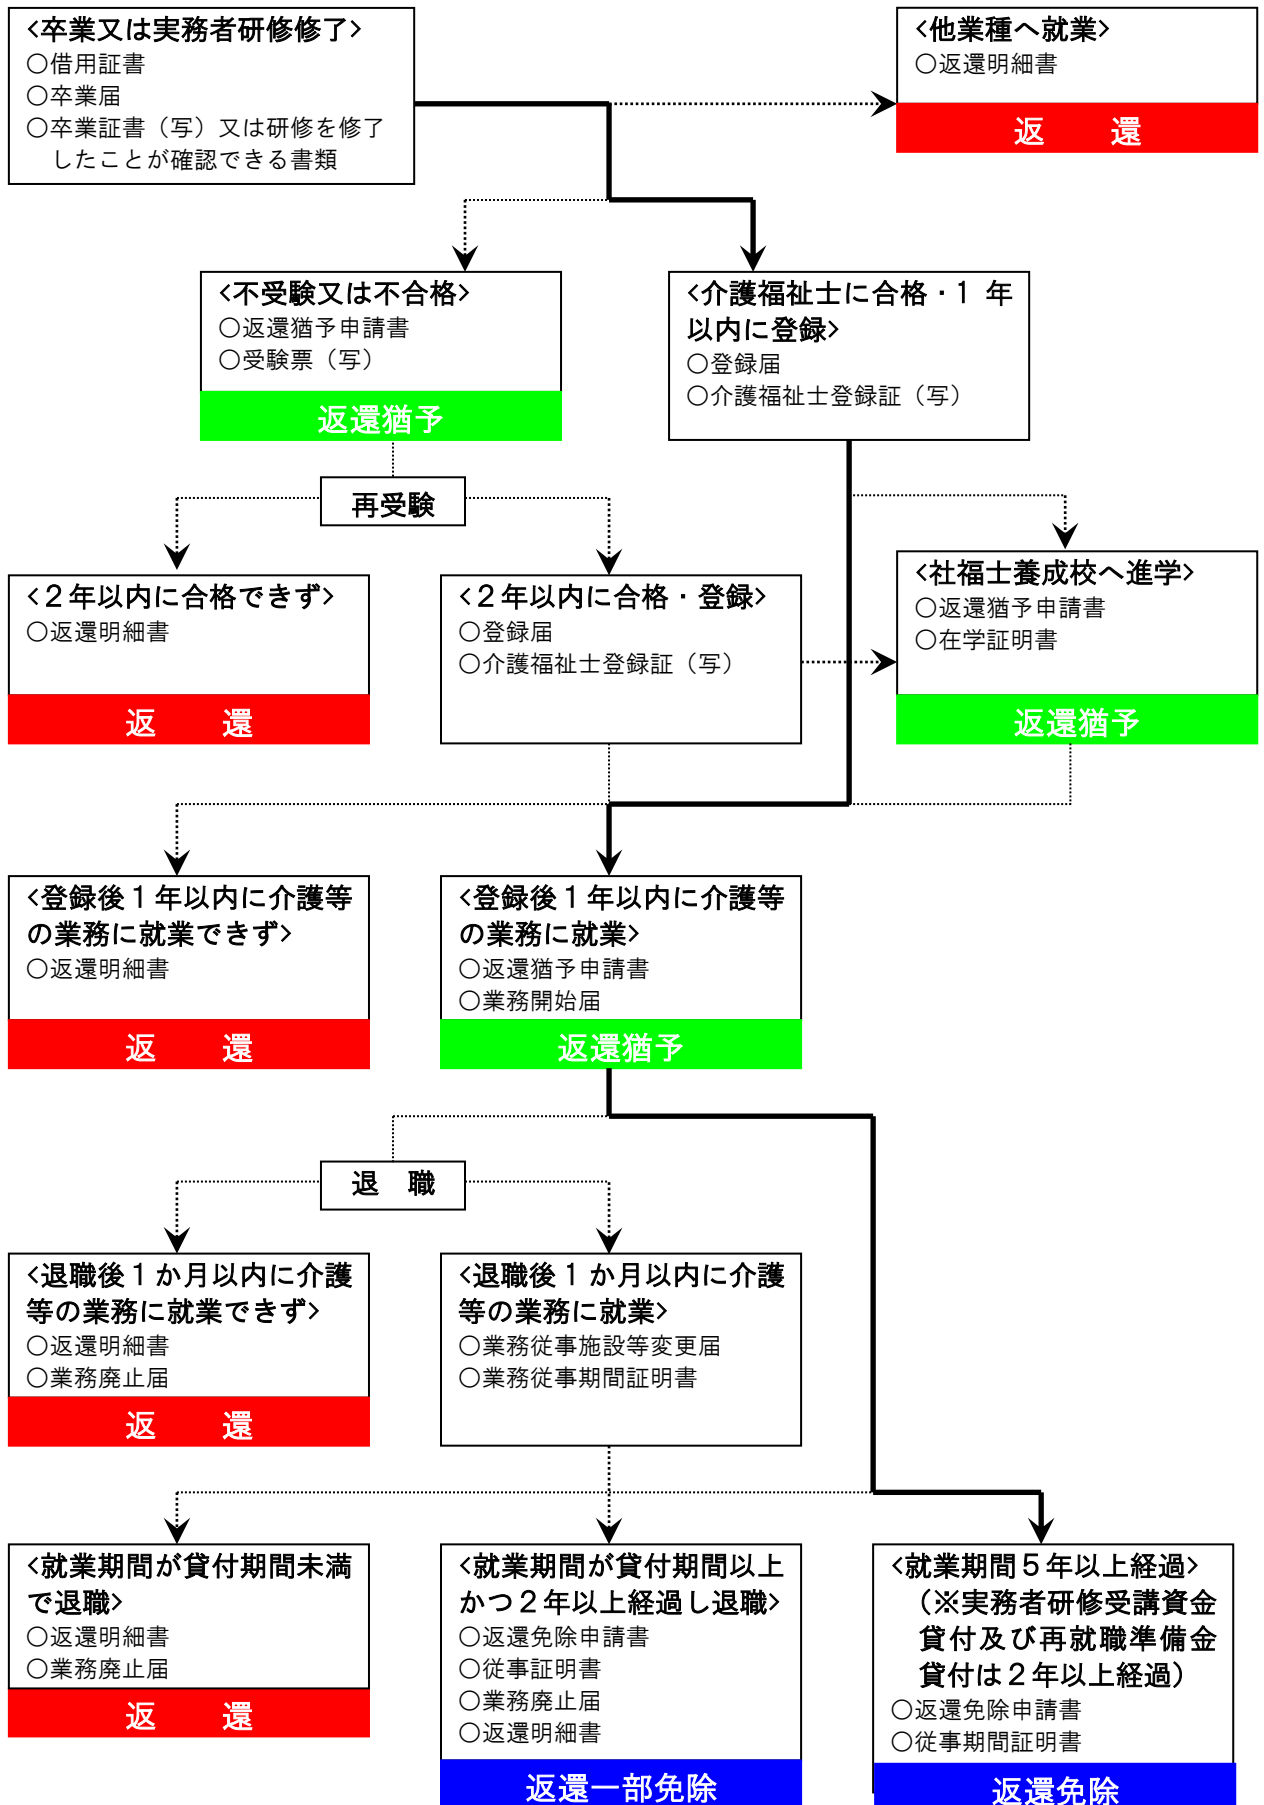 <卒業又は実務者研修修了>
○借用証書
○卒業届
○卒業証書（写）又は研修を修了
したことが確認できる書類
<他業種へ就業>
○返還明細書
返　　還
<不受験又は不合格>
○返還猶予申請書
○受験票（写）
返還猶予
<介護福祉士に合格・1 年
以内に登録>
○登録届
○介護福祉士登録証（写）
再受験
<２年以内に合格できず>
○返還明細書
返　　還
<２年以内に合格・登録>
○登録届
○介護福祉士登録証（写）
<社福士養成校へ進学>
○返還猶予申請書
○在学証明書
返還猶予
<登録後１年以内に介護等
の業務に就業できず>
○返還明細書
返　　還
<登録後１年以内に介護等
の業務に就業>
○返還猶予申請書
○業務開始届
返還猶予
退　職
<退職後１か月以内に介護
等の業務に就業できず>
○返還明細書
○業務廃止届
返　　還
<退職後１か月以内に介護
等の業務に就業>
○業務従事施設等変更届
○業務従事期間証明書
<就業期間が貸付期間未満
で退職>
○返還明細書
○業務廃止届
返　　還
<就業期間が貸付期間以上
かつ２年以上経過し退職>
○返還免除申請書
○従事証明書
○業務廃止届
○返還明細書
返還一部免除
<就業期間５年以上経過>
（※実務者研修受講資金
貸付及び再就職準備金
貸付は２年以上経過）
○返還免除申請書
○従事期間証明書
返還免除